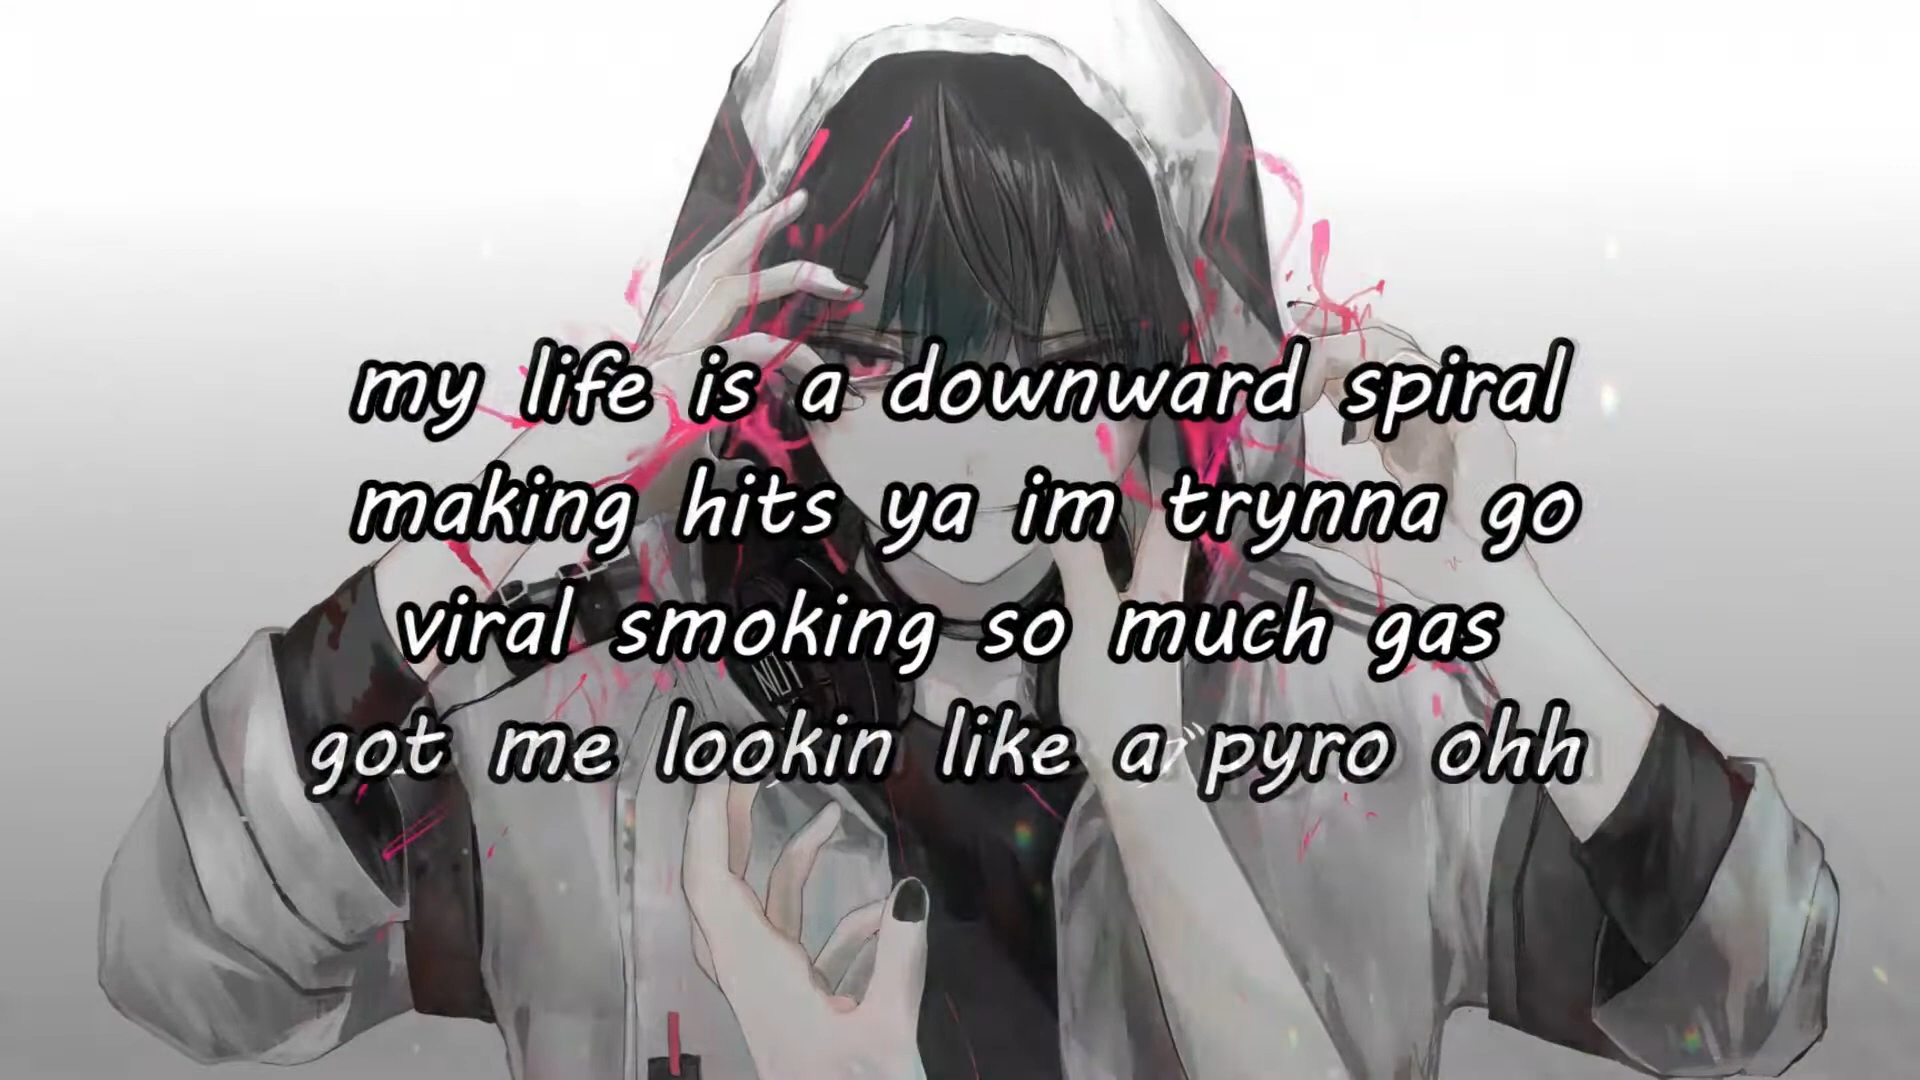 my life is a downward spiral
making hits ya im trynna go
viral smoking so much gas
got me lookin like a pyro ohh
NOT